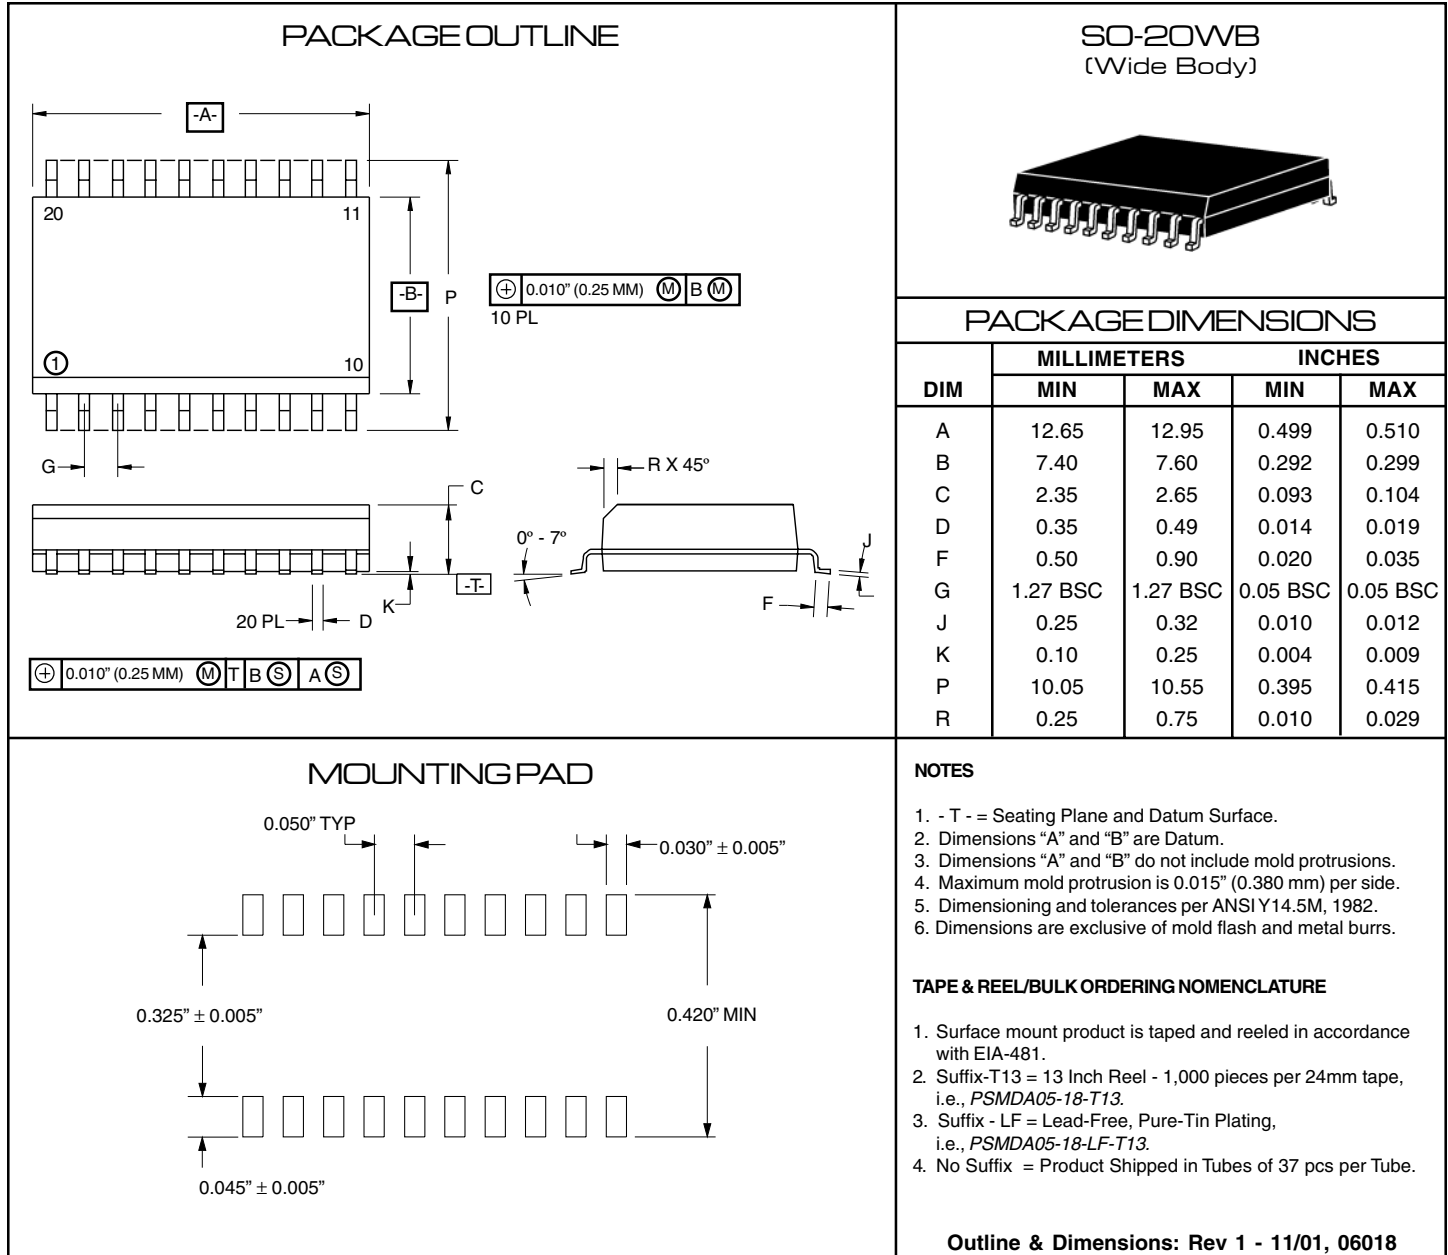 PACKAGE OUTLINE
-A-
20
11
-B-
P
0.010” (0.25 MM) M B M
10 PL
1
10
G
C
R X 45º
0º - 7º
J
-T-
K
F
20 PL
D
0.010” (0.25 MM) M T B S A S
SO-20WB
(Wide Body)
PACKAGE DIMENSIONS
MILLIMETERS INCHES
DIM MIN MAX MIN MAX
A 12.65 12.95 0.499 0.510
B 7.40 7.60 0.292 0.299
C 2.35 2.65 0.093 0.104
D 0.35 0.49 0.014 0.019
F 0.50 0.90 0.020 0.035
G 1.27 BSC 1.27 BSC 0.05 BSC 0.05 BSC
J 0.25 0.32 0.010 0.012
K 0.10 0.25 0.004 0.009
P 10.05 10.55 0.395 0.415
R 0.25 0.75 0.010 0.029
MOUNTING PAD
0.050” TYP
0.030” ± 0.005”
0.325” ± 0.005”
0.420” MIN
0.045” ± 0.005”
NOTES
1. - T - = Seating Plane and Datum Surface.
2. Dimensions “A” and “B” are Datum.
3. Dimensions “A” and “B” do not include mold protrusions.
4. Maximum mold protrusion is 0.015” (0.380 mm) per side.
5. Dimensioning and tolerances per ANSI Y14.5M, 1982.
6. Dimensions are exclusive of mold flash and metal burrs.
TAPE & REEL/BULK ORDERING NOMENCLATURE
1. Surface mount product is taped and reeled in accordance
with EIA-481.
2. Suffix-T13 = 13 Inch Reel - 1,000 pieces per 24mm tape,
i.e., PSMDA05-18-T13.
3. Suffix - LF = Lead-Free, Pure-Tin Plating,
i.e., PSMDA05-18-LF-T13.
4. No Suffix = Product Shipped in Tubes of 37 pcs per Tube.
Outline & Dimensions: Rev 1 - 11/01, 06018